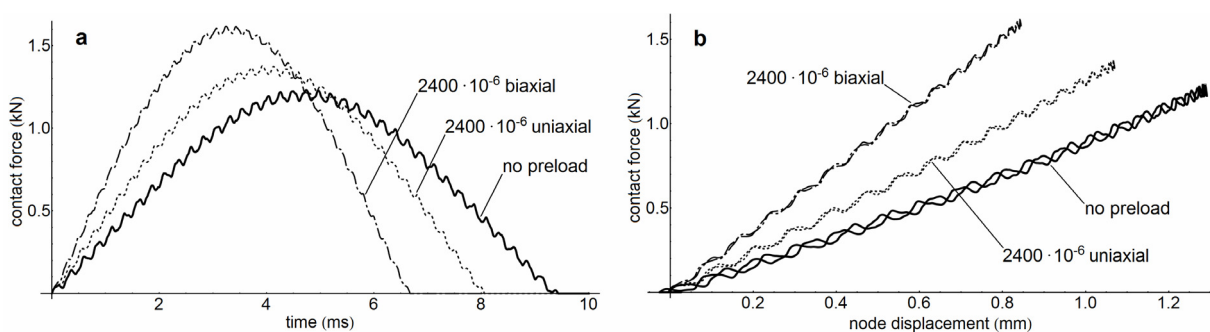 a
1.5
1.0
0.5
contact force (kN)
2400 · 10⁻⁶ biaxial
2400 · 10⁻⁶ uniaxial
no preload
2
4
6
8
10
time (ms)
b
1.5
1.0
0.5
contact force (kN)
2400 · 10⁻⁶ biaxial
no preload
2400 · 10⁻⁶ uniaxial
0.2
0.4
0.6
0.8
1.0
1.2
node displacement (mm)